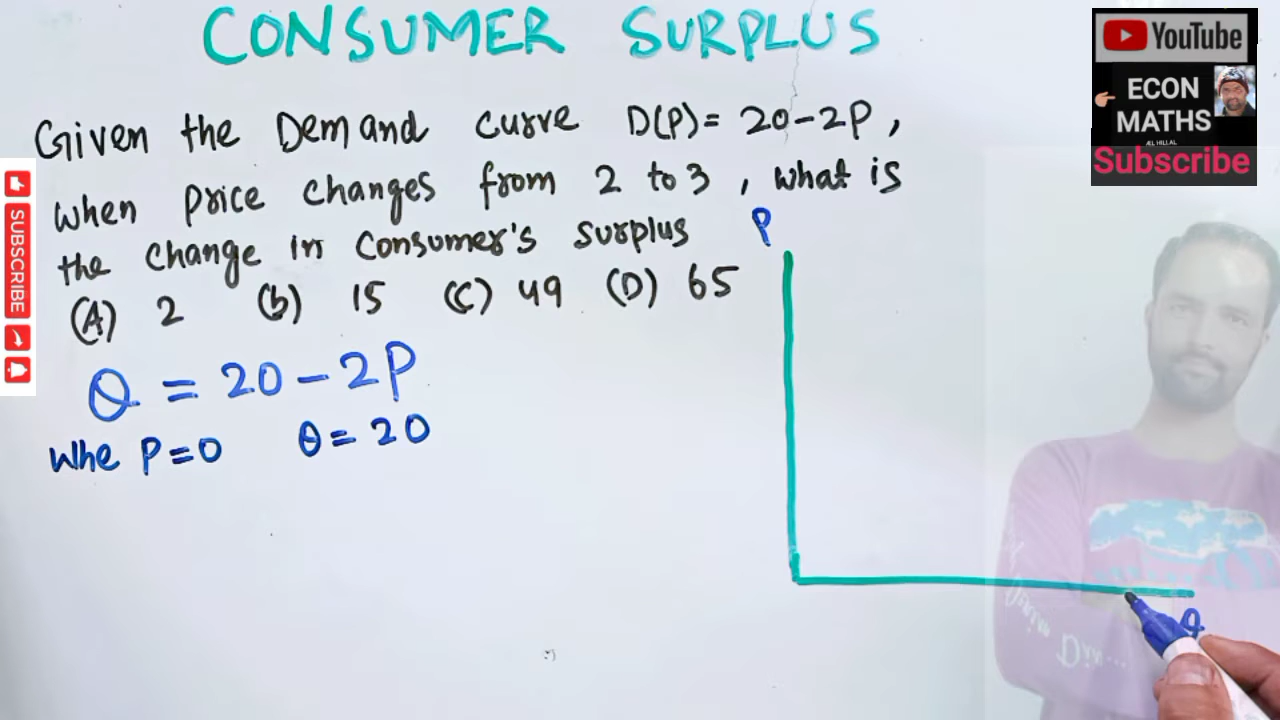 CONSUMER SURPLUS
Given the Demand curve D(P) = 20-2P,
when price changes from 2 to 3, what is
the change in consumer's surplus
(A) 2 (b) 15 (C) 49 (D) 65
P
Q = 20-2P
Whe P=0 Q=20
Q
YouTube
ECON
MATHS
Subscribe
SUBSCRIBE